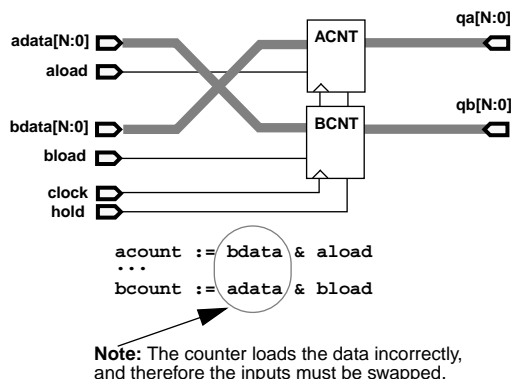 qa[N:0]
adata[N:0]
ACNT
aload
qb[N:0]
bdata[N:0]
BCNT
bload
clock
hold
acount := bdata & aload
...
bcount := adata & bload
Note: The counter loads the data incorrectly,
and therefore the inputs must be swapped.